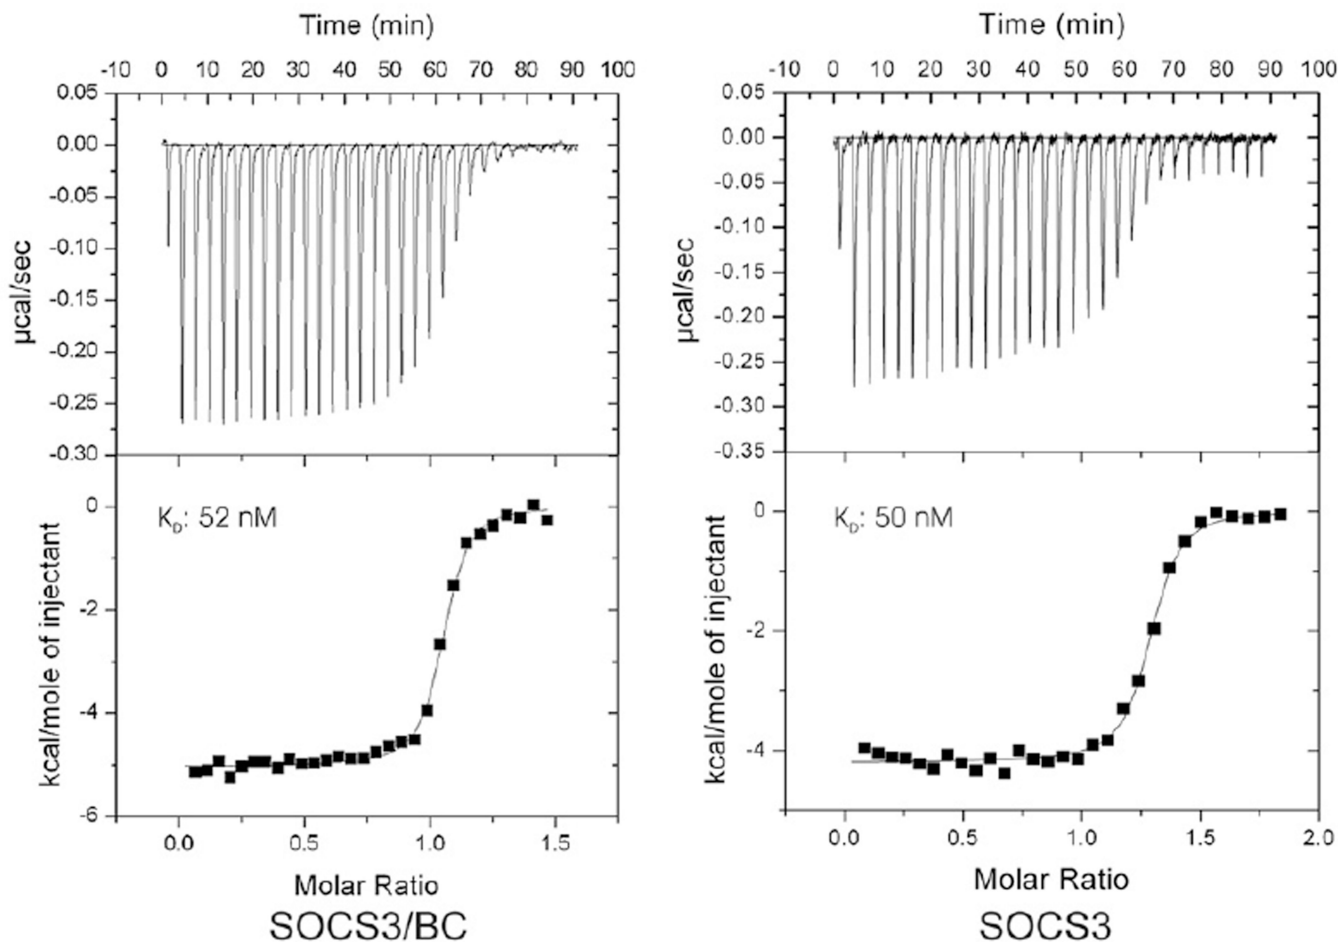 Time (min)
-10 0 10 20 30 40 50 60 70 80 90 100
0.05
0.00
-0.05
-0.10
-0.15
-0.20
-0.25
-0.30
µcal/sec
0
-2
-4
-6
kcal/mole of injectant
K_D: 52 nM
0.0 0.5 1.0 1.5
Molar Ratio
SOCS3/BC
Time (min)
-10 0 10 20 30 40 50 60 70 80 90 100
0.05
0.00
-0.05
-0.10
-0.15
-0.20
-0.25
-0.30
-0.35
µcal/sec
0
-2
-4
kcal/mole of injectant
K_D: 50 nM
0.0 0.5 1.0 1.5 2.0
Molar Ratio
SOCS3